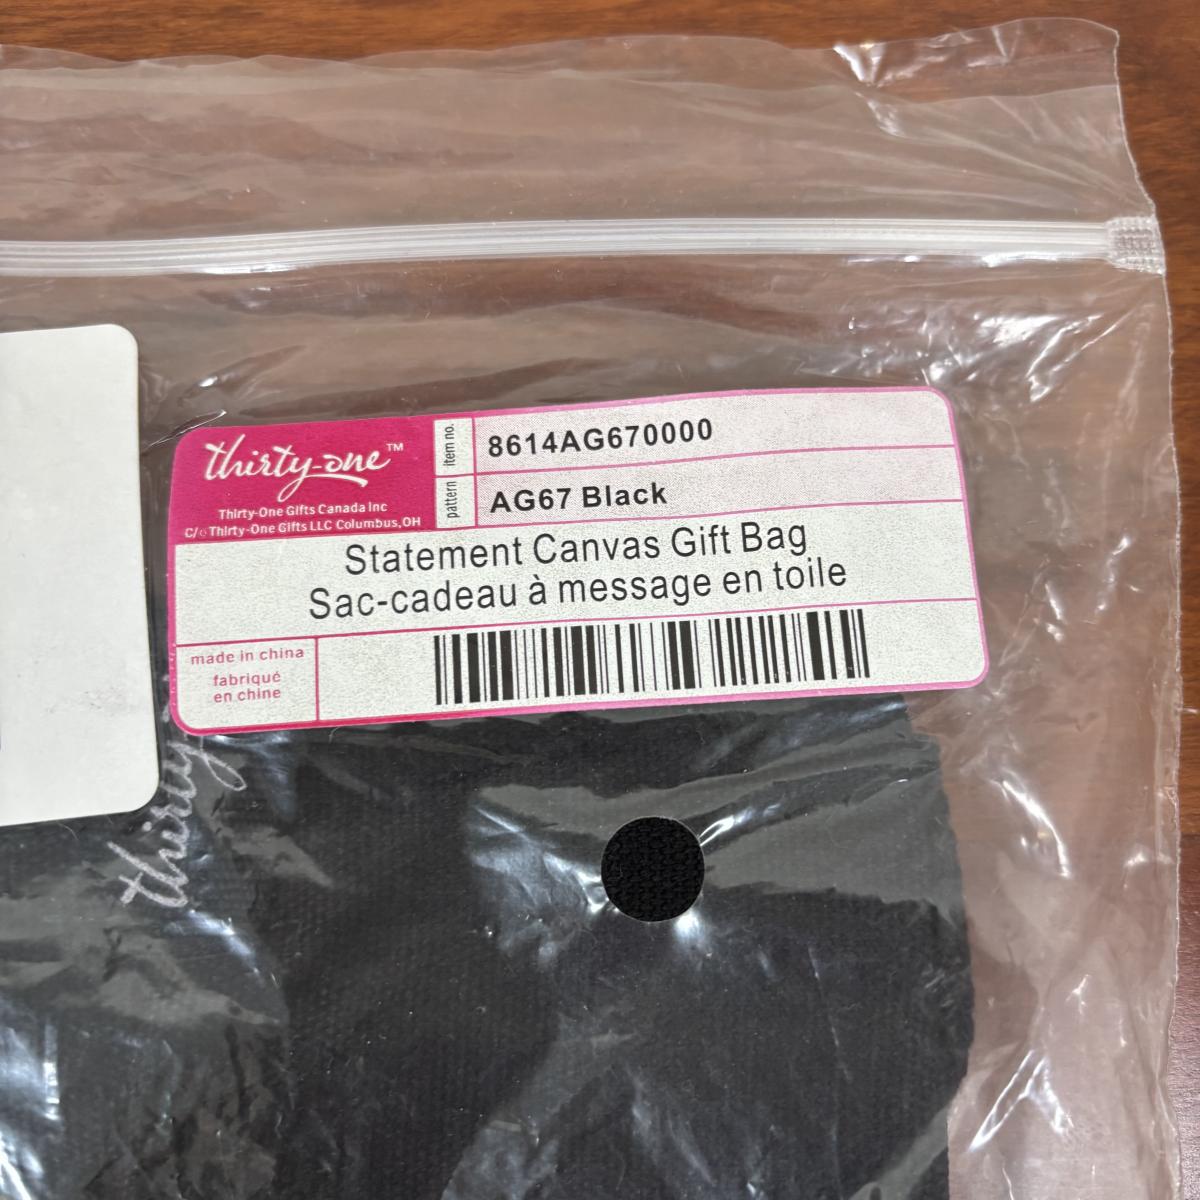 thirty-one™
Thirty-One Gifts Canada Inc
C/o Thirty-One Gifts LLC Columbus, OH
item no.
8614AG670000
pattern
AG67 Black
Statement Canvas Gift Bag
Sac-cadeau à message en toile
made in china
fabriqué
en chine
thirty